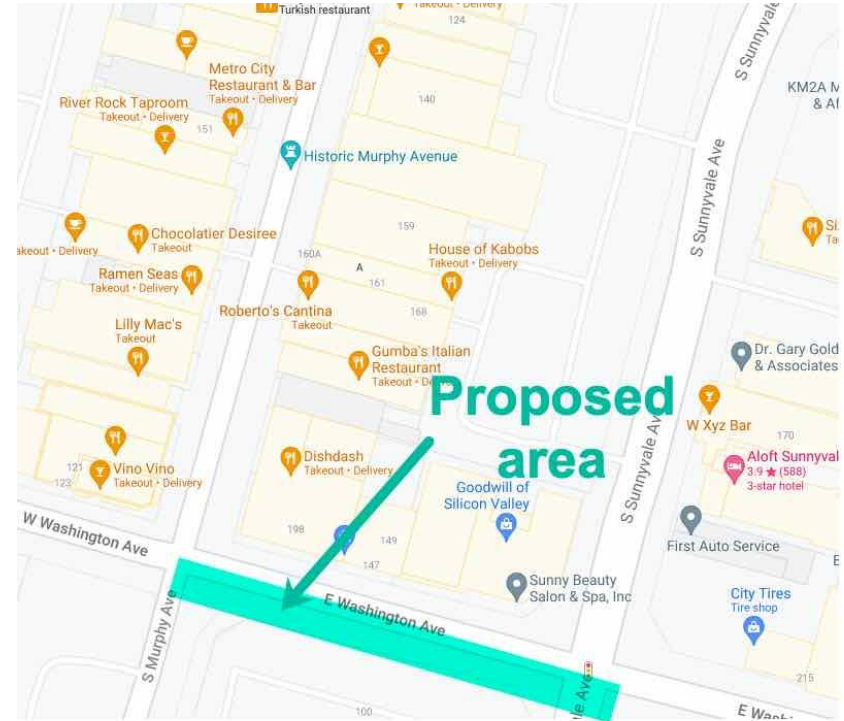 Turkish restaurant
Takeout • Delivery
124
S Sunnyvale
Metro City
Restaurant & Bar
Takeout • Delivery
KM2A
& Af
River Rock Taproom
Takeout • Delivery
151
140
Historic Murphy Avenue
S Sunnyvale Ave
159
Chocolatier Desiree
Takeout
akeout • Delivery
160A
A
House of Kabobs
Takeout • Delivery
Ramen Seas
Takeout • Delivery
161
Roberto's Cantina
Takeout
168
Lilly Mac's
Takeout
Gumba's Italian
Restaurant
Takeout •
Dr. Gary Gold
& Associates
Proposed
area
W Xyz Bar
170
S Sunnyvale Av
Aloft Sunnyval
3.9 ★ (588)
3-star hotel
121
123
Vino Vino
Takeout • Delivery
Dishdash
Takeout • Delivery
Goodwill of
Silicon Valley
W Washington Ave
198
149
147
First Auto Service
Sunny Beauty
Salon & Spa, Inc
City Tires
Tire shop
E Washington Ave
S Murphy Ave
le Ave
215
100
E Wa